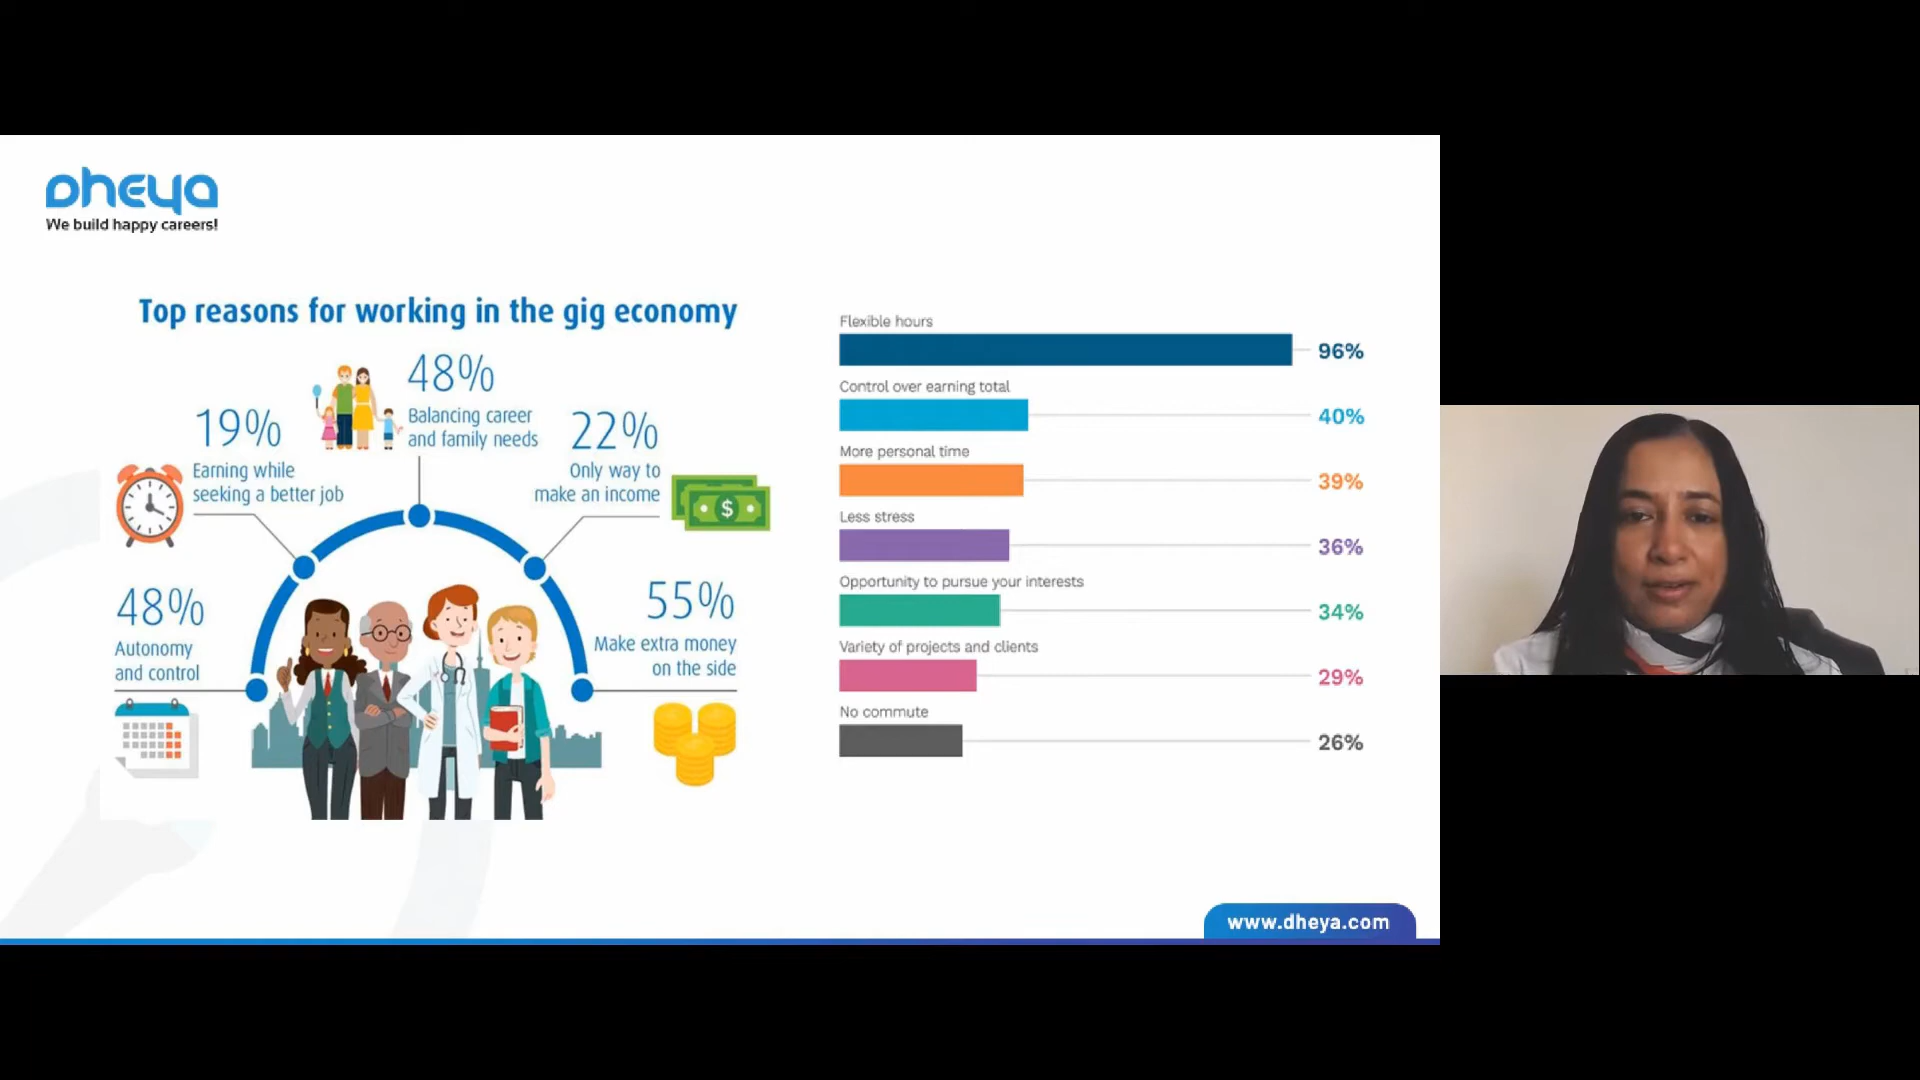 Dheya
We build happy careers!
Top reasons for working in the gig economy
48%
Balancing career
and family needs
19%
Earning while
seeking a better job
22%
Only way to
make an income
$
48%
Autonomy
and control
55%
Make extra money
on the side
Flexible hours
96%
Control over earning total
40%
More personal time
39%
Less stress
36%
Opportunity to pursue your interests
34%
Variety of projects and clients
29%
No commute
26%
www.dheya.com